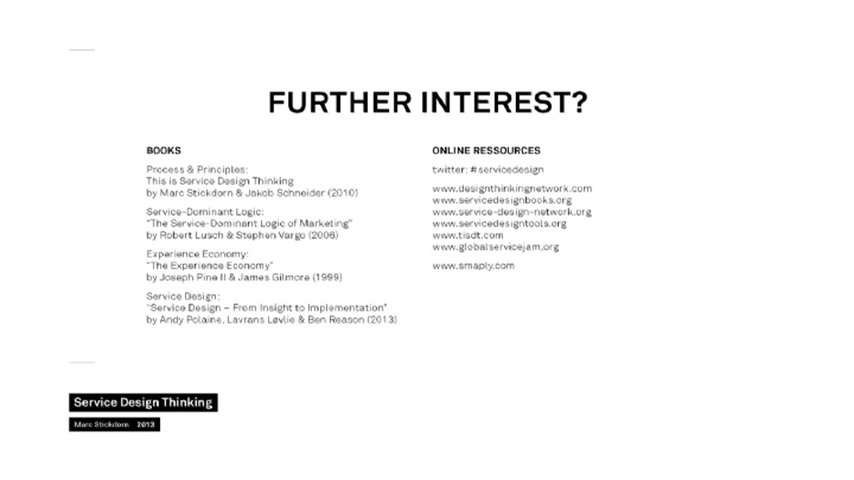 FURTHER INTEREST?
BOOKS
Process & Principles:
This is Service Design Thinking
by Marc Stickdorn & Jakob Schneider (2010)
Service-Dominant Logic:
"The Service-Dominant Logic of Marketing"
by Robert Lusch & Stephen Vargo (2006)
Experience Economy:
"The Experience Economy"
by Joseph Pine II & James Gilmore (1999)
Service Design:
"Service Design – From Insight to Implementation"
by Andy Polaine, Lavrans Løvlie & Ben Reason (2013)
ONLINE RESSOURCES
twitter: #servicedesign
www.designthinkingnetwork.com
www.servicedesignbooks.org
www.service-design-network.org
www.servicedesigntools.org
www.tisdt.com
www.globalservicejam.org
www.smaply.com
Service Design Thinking
Marc Stickdorn 2013